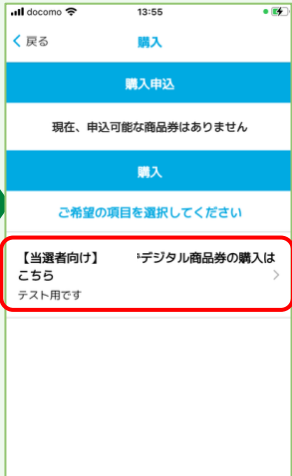 docomo 13:55
戻る 購入
購入申込
現在、申込可能な商品券はありません
購入
ご希望の項目を選択してください
【当選者向け】 デジタル商品券の購入は
こちら
テスト用です